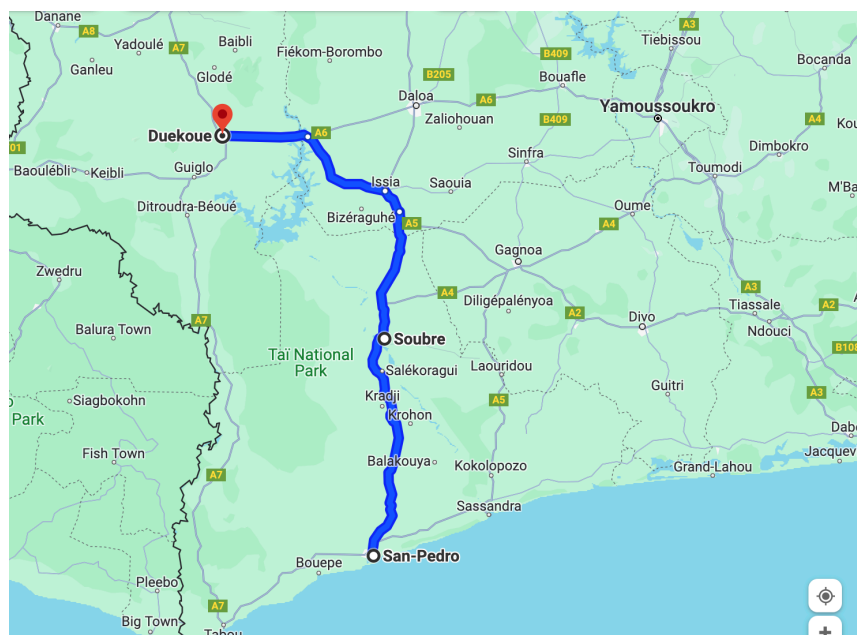 Danane
A8
A7
Baibli
Yadoulé
Ganleu
Glodé
Fiékom-Borombo
B409
A3
Tiebissou
Bocanda
B205
Bouafle
Daloa
A6
Zaliohouan
B409
Yamoussoukro
A4
Kou
Duekoue
A6
01
Baoulébli
Keibli
Guiglo
Sinfra
Dimbokro
Toumodi
Issia
Saouia
M'Ba
Ditroudra-Béoué
Bizéraguhé
A5
Oume
A4
Gagnoa
Zwedru
A4
Diligépalényoa
A3
Tiassale
A2
A2
Ndouci
Balura Town
A7
Divo
Soubre
B108
Taï National
Park
Salékoragui
Laouridou
Guitri
Siagbokohn
Kradji
A5
A3
o
Park
Krohon
Dabo
Fish Town
Balakouya
Kokolopozo
Grand-Lahou
Jacquev
A7
Sassandra
San-Pedro
Bouepe
Pleebo
A7
Big Town
Tabou